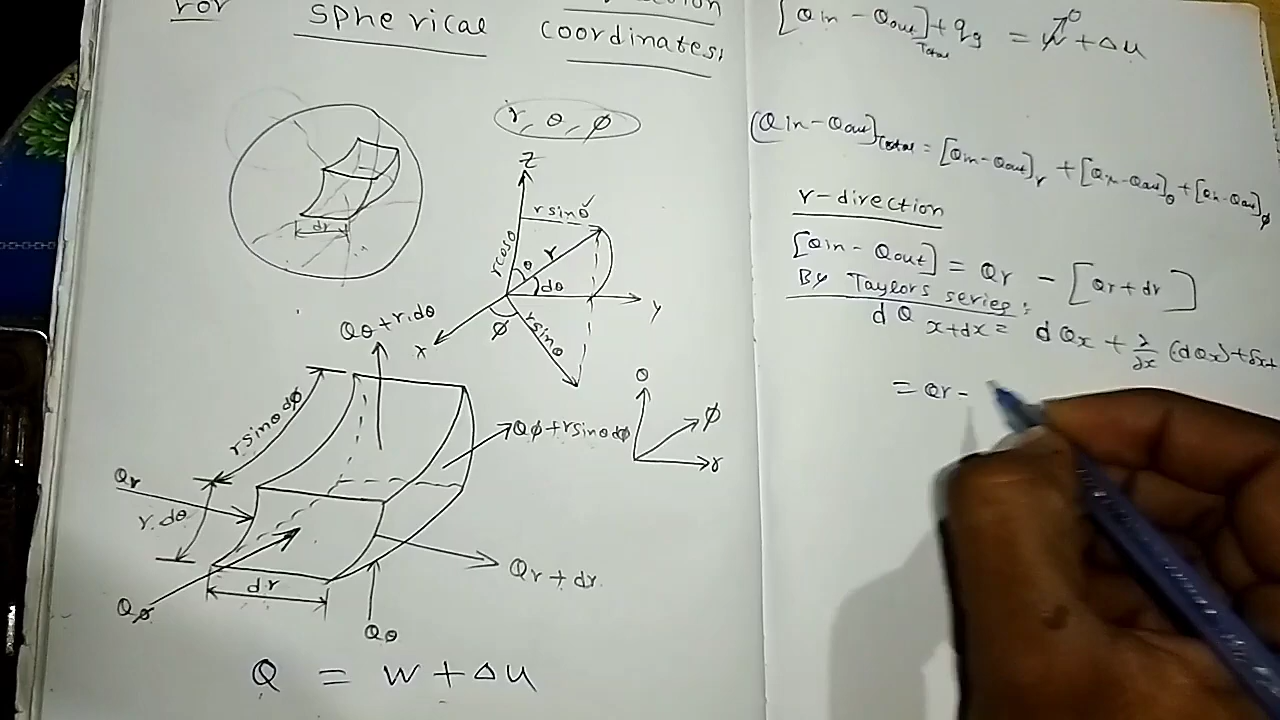 For
Spherical coordinates,
r, θ, ϕ
dr
Z
r sinθ
r cosθ
r
θ
dθ
y
x
ϕ
r sinθ
Qθ + r.dθ
r sinθ dϕ
Qϕ + r sinθ dϕ
Qr
r.dθ
dr
Qr + dr
Qϕ
Qθ
θ
ϕ
r
Q = W + ΔU
[Qin - Qout]Total + qg = W→0 + ΔU
(Qin - Qout]Total = [Qin - Qout]r + [Qin - Qout]θ + [Qin - Qout]ϕ
r-direction
[Qin - Qout] = Qr - [Qr + dr]
By Taylors series:
dQ x+dx = dQx + ∂/∂x (dQx) + δx +
= Qr -